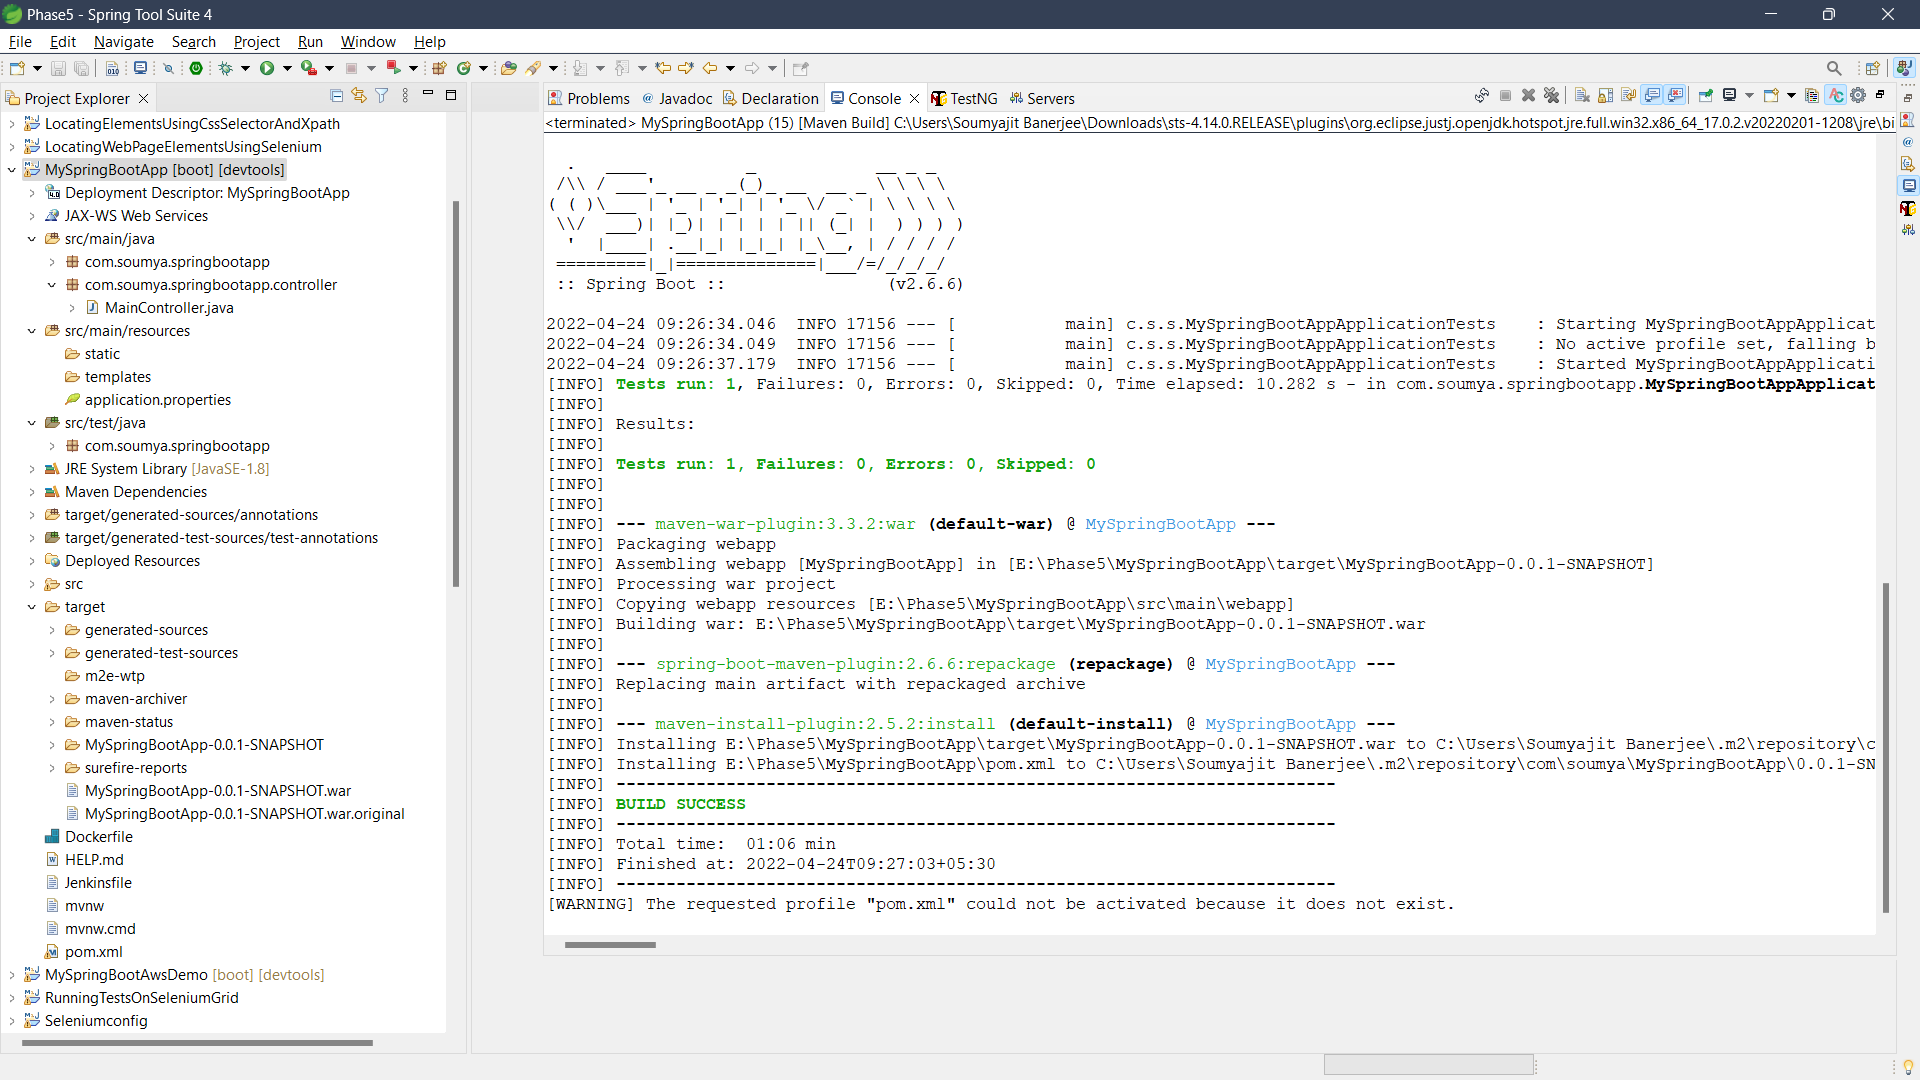 Phase5 - Spring Tool Suite 4
File Edit Navigate Search Project Run Window Help
Project Explorer
LocatingElementsUsingCssSelectorAndXpath
LocatingWebPageElementsUsingSelenium
MySpringBootApp [boot] [devtools]
Deployment Descriptor: MySpringBootApp
JAX-WS Web Services
src/main/java
com.soumya.springbootapp
com.soumya.springbootapp.controller
MainController.java
src/main/resources
static
templates
application.properties
src/test/java
com.soumya.springbootapp
JRE System Library [JavaSE-1.8]
Maven Dependencies
target/generated-sources/annotations
target/generated-test-sources/test-annotations
Deployed Resources
src
target
generated-sources
generated-test-sources
m2e-wtp
maven-archiver
maven-status
MySpringBootApp-0.0.1-SNAPSHOT
surefire-reports
MySpringBootApp-0.0.1-SNAPSHOT.war
MySpringBootApp-0.0.1-SNAPSHOT.war.original
Dockerfile
HELP.md
Jenkinsfile
mvnw
mvnw.cmd
pom.xml
MySpringBootAwsDemo [boot] [devtools]
RunningTestsOnSeleniumGrid
Seleniumconfig
Problems Javadoc Declaration Console TestNG Servers
<terminated> MySpringBootApp (15) [Maven Build] C:\Users\Soumyajit Banerjee\Downloads\sts-4.14.0.RELEASE\plugins\org.eclipse.justj.openjdk.hotspot.jre.full.win32.x86_64_17.0.2.v20220201-1208\jre\bi
:: Spring Boot :: (v2.6.6)
2022-04-24 09:26:34.046 INFO 17156 --- [ main] c.s.s.MySpringBootAppApplicationTests : Starting MySpringBootAppApplicat
2022-04-24 09:26:34.049 INFO 17156 --- [ main] c.s.s.MySpringBootAppApplicationTests : No active profile set, falling b
2022-04-24 09:26:37.179 INFO 17156 --- [ main] c.s.s.MySpringBootAppApplicationTests : Started MySpringBootAppApplicati
[INFO] Tests run: 1, Failures: 0, Errors: 0, Skipped: 0, Time elapsed: 10.282 s - in com.soumya.springbootapp.MySpringBootAppApplicat
[INFO]
[INFO] Results:
[INFO]
[INFO] Tests run: 1, Failures: 0, Errors: 0, Skipped: 0
[INFO]
[INFO]
[INFO] --- maven-war-plugin:3.3.2:war (default-war) @ MySpringBootApp ---
[INFO] Packaging webapp
[INFO] Assembling webapp [MySpringBootApp] in [E:\Phase5\MySpringBootApp\target\MySpringBootApp-0.0.1-SNAPSHOT]
[INFO] Processing war project
[INFO] Copying webapp resources [E:\Phase5\MySpringBootApp\src\main\webapp]
[INFO] Building war: E:\Phase5\MySpringBootApp\target\MySpringBootApp-0.0.1-SNAPSHOT.war
[INFO]
[INFO] --- spring-boot-maven-plugin:2.6.6:repackage (repackage) @ MySpringBootApp ---
[INFO] Replacing main artifact with repackaged archive
[INFO]
[INFO] --- maven-install-plugin:2.5.2:install (default-install) @ MySpringBootApp ---
[INFO] Installing E:\Phase5\MySpringBootApp\target\MySpringBootApp-0.0.1-SNAPSHOT.war to C:\Users\Soumyajit Banerjee\.m2\repository\c
[INFO] Installing E:\Phase5\MySpringBootApp\pom.xml to C:\Users\Soumyajit Banerjee\.m2\repository\com\soumya\MySpringBootApp\0.0.1-SN
[INFO] ------------------------------------------------------------------------
[INFO] BUILD SUCCESS
[INFO] ------------------------------------------------------------------------
[INFO] Total time: 01:06 min
[INFO] Finished at: 2022-04-24T09:27:03+05:30
[INFO] ------------------------------------------------------------------------
[WARNING] The requested profile "pom.xml" could not be activated because it does not exist.